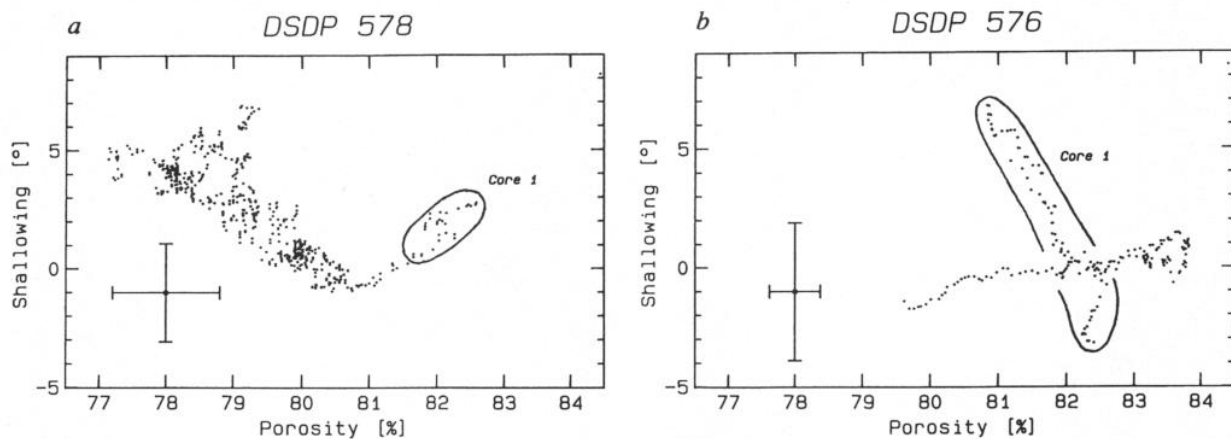 a DSDP 578
Shallowing [°]
5
0
-5
Core 1
77 78 79 80 81 82 83 84
Porosity [%]
b DSDP 576
Shallowing [°]
5
0
-5
Core 1
77 78 79 80 81 82 83 84
Porosity [%]